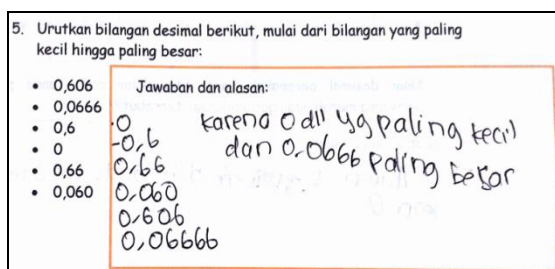 5. Urutkan bilangan desimal berikut, mulai dari bilangan yang paling
kecil hingga paling besar:
• 0,606
• 0,0666
• 0,6
• 0
• 0,66
• 0,060
Jawaban dan alasan:
-0
-0,6
0,66
0,060
0,606
0,06666
karena 0 dll yg paling kecil
dan 0.0666 paling besar